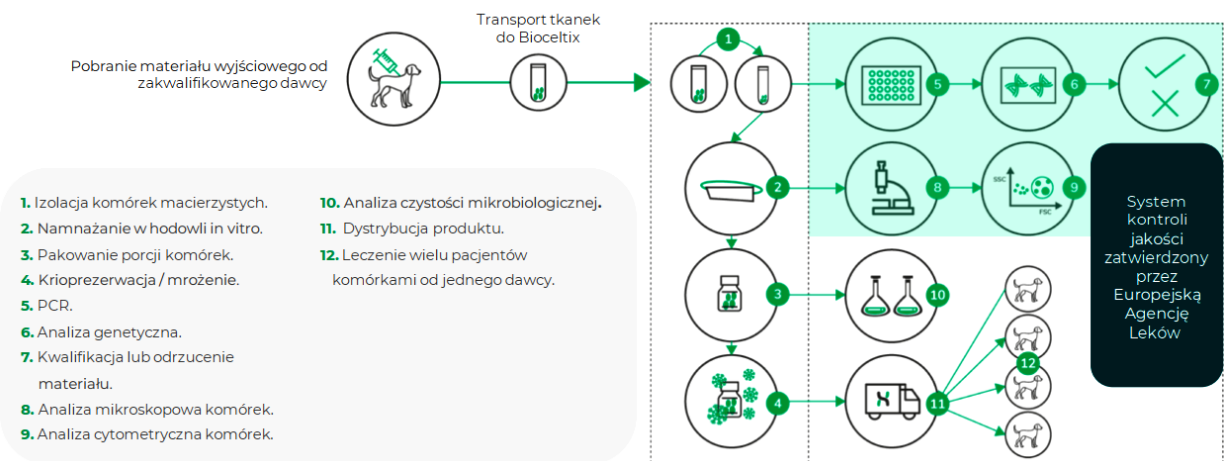 Transport tkanek
do Bioceltix
Pobranie materiału wyjściowego od
zakwalifikowanego dawcy
1
5
6
7
2
8
9
SSC
FSC
3
10
4
11
12
System
kontroli
jakości
zatwierdzony
przez
Europejską
Agencję
Leków
1. Izolacja komórek macierzystych.
2. Namnażanie w hodowli in vitro.
3. Pakowanie porcji komórek.
4. Krioprezerwacja / mrożenie.
5. PCR.
6. Analiza genetyczna.
7. Kwalifikacja lub odrzucenie
materiału.
8. Analiza mikroskopowa komórek.
9. Analiza cytometryczna komórek.
10. Analiza czystości mikrobiologicznej.
11. Dystrybucja produktu.
12. Leczenie wielu pacjentów
komórkami od jednego dawcy.